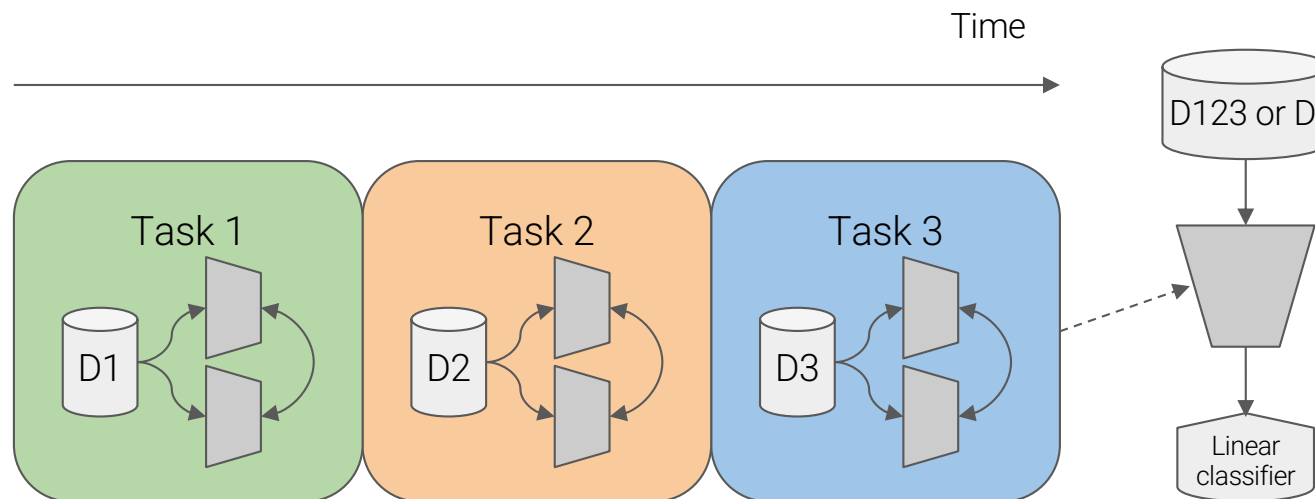 Time
D123 or D
Task 1
Task 2
Task 3
D1
D2
D3
Linear
classifier